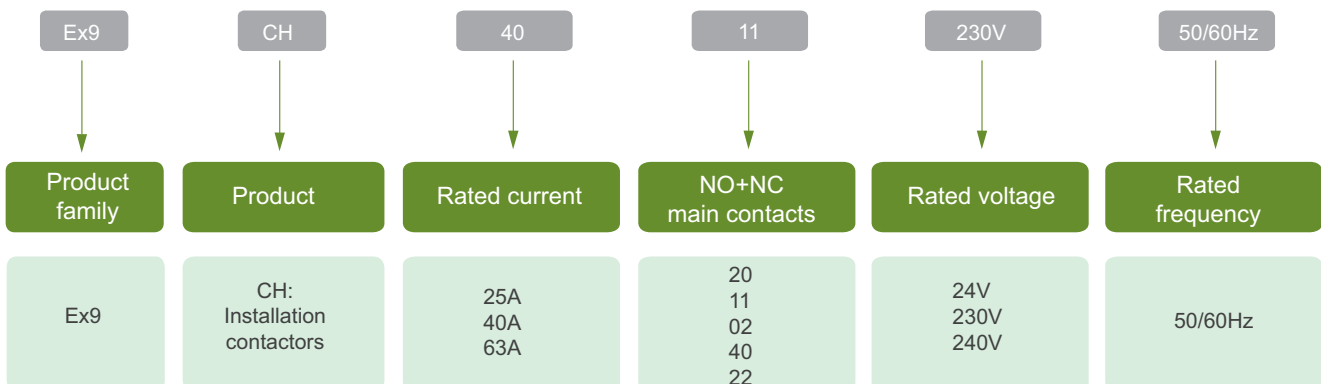 Ex9
CH
40
11
230V
50/60Hz
Product
family
Product
Rated current
NO+NC
main contacts
Rated voltage
Rated
frequency
Ex9
CH:
Installation
contactors
25A
40A
63A
20
11
02
40
22
24V
230V
240V
50/60Hz